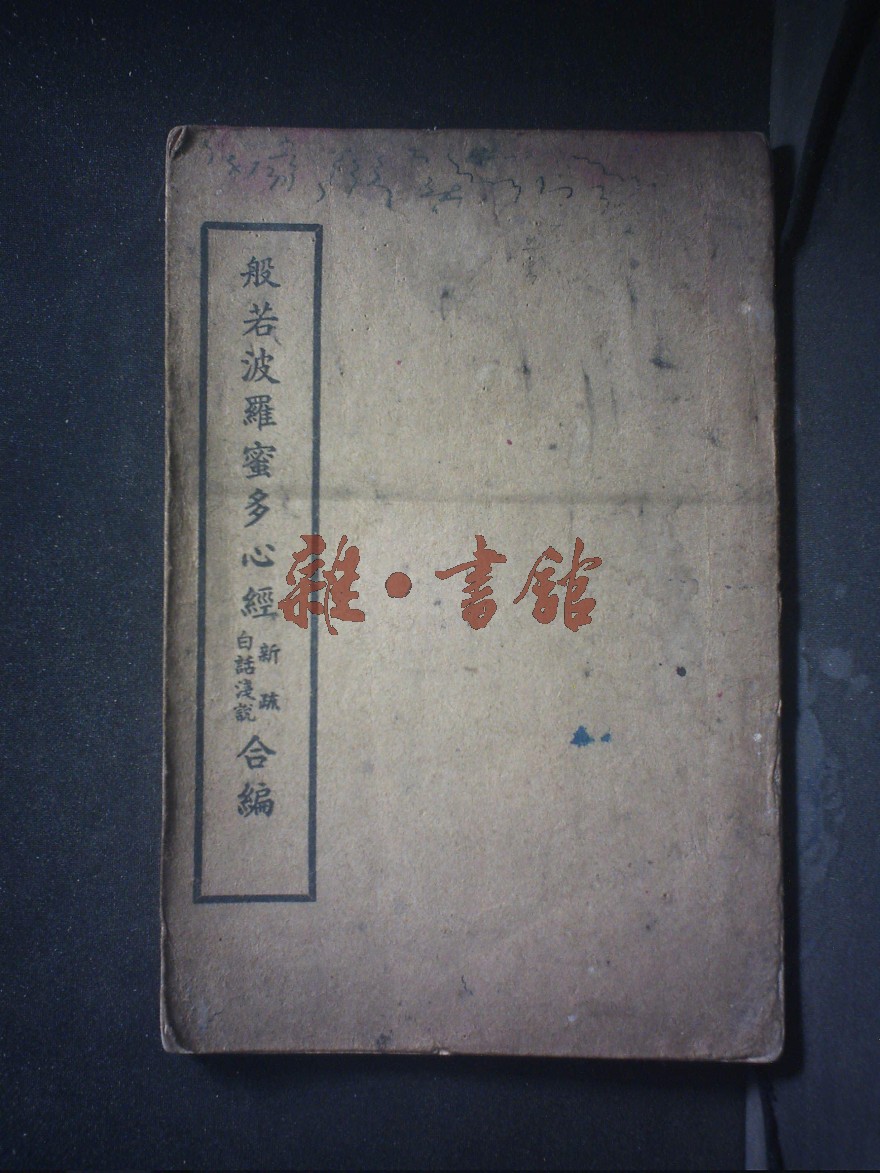 般若波羅蜜多心經
新疏
白話淺說
合編
雜·書館